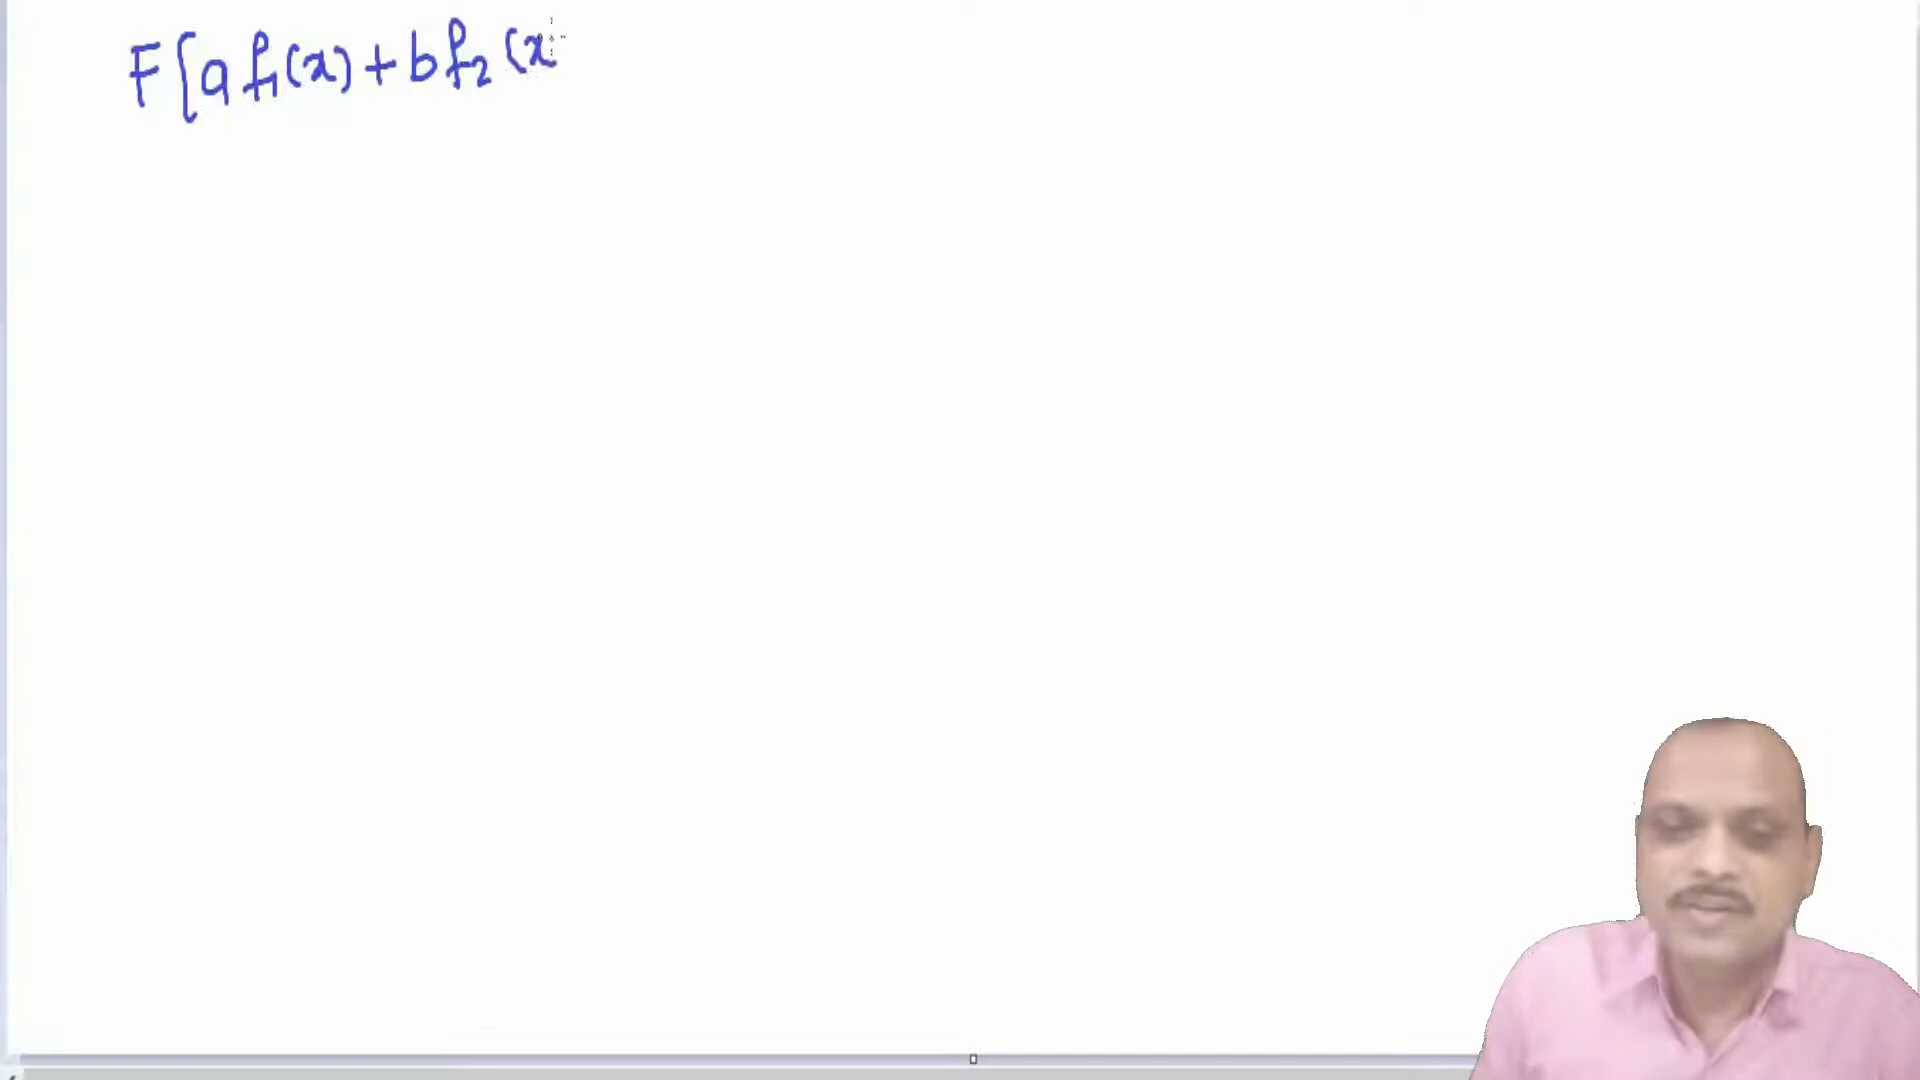 F{a f₁(x) + b f₂ (x